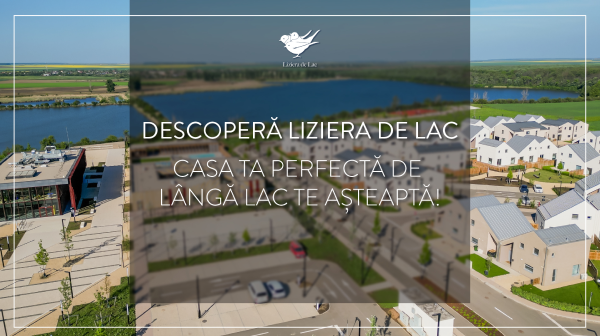 Liziera de Lac
DESCOPERĂ LIZIERA DE LAC
CASA TA PERFECTĂ DE
LÂNGĂ LAC TE AȘTEAPTĂ!